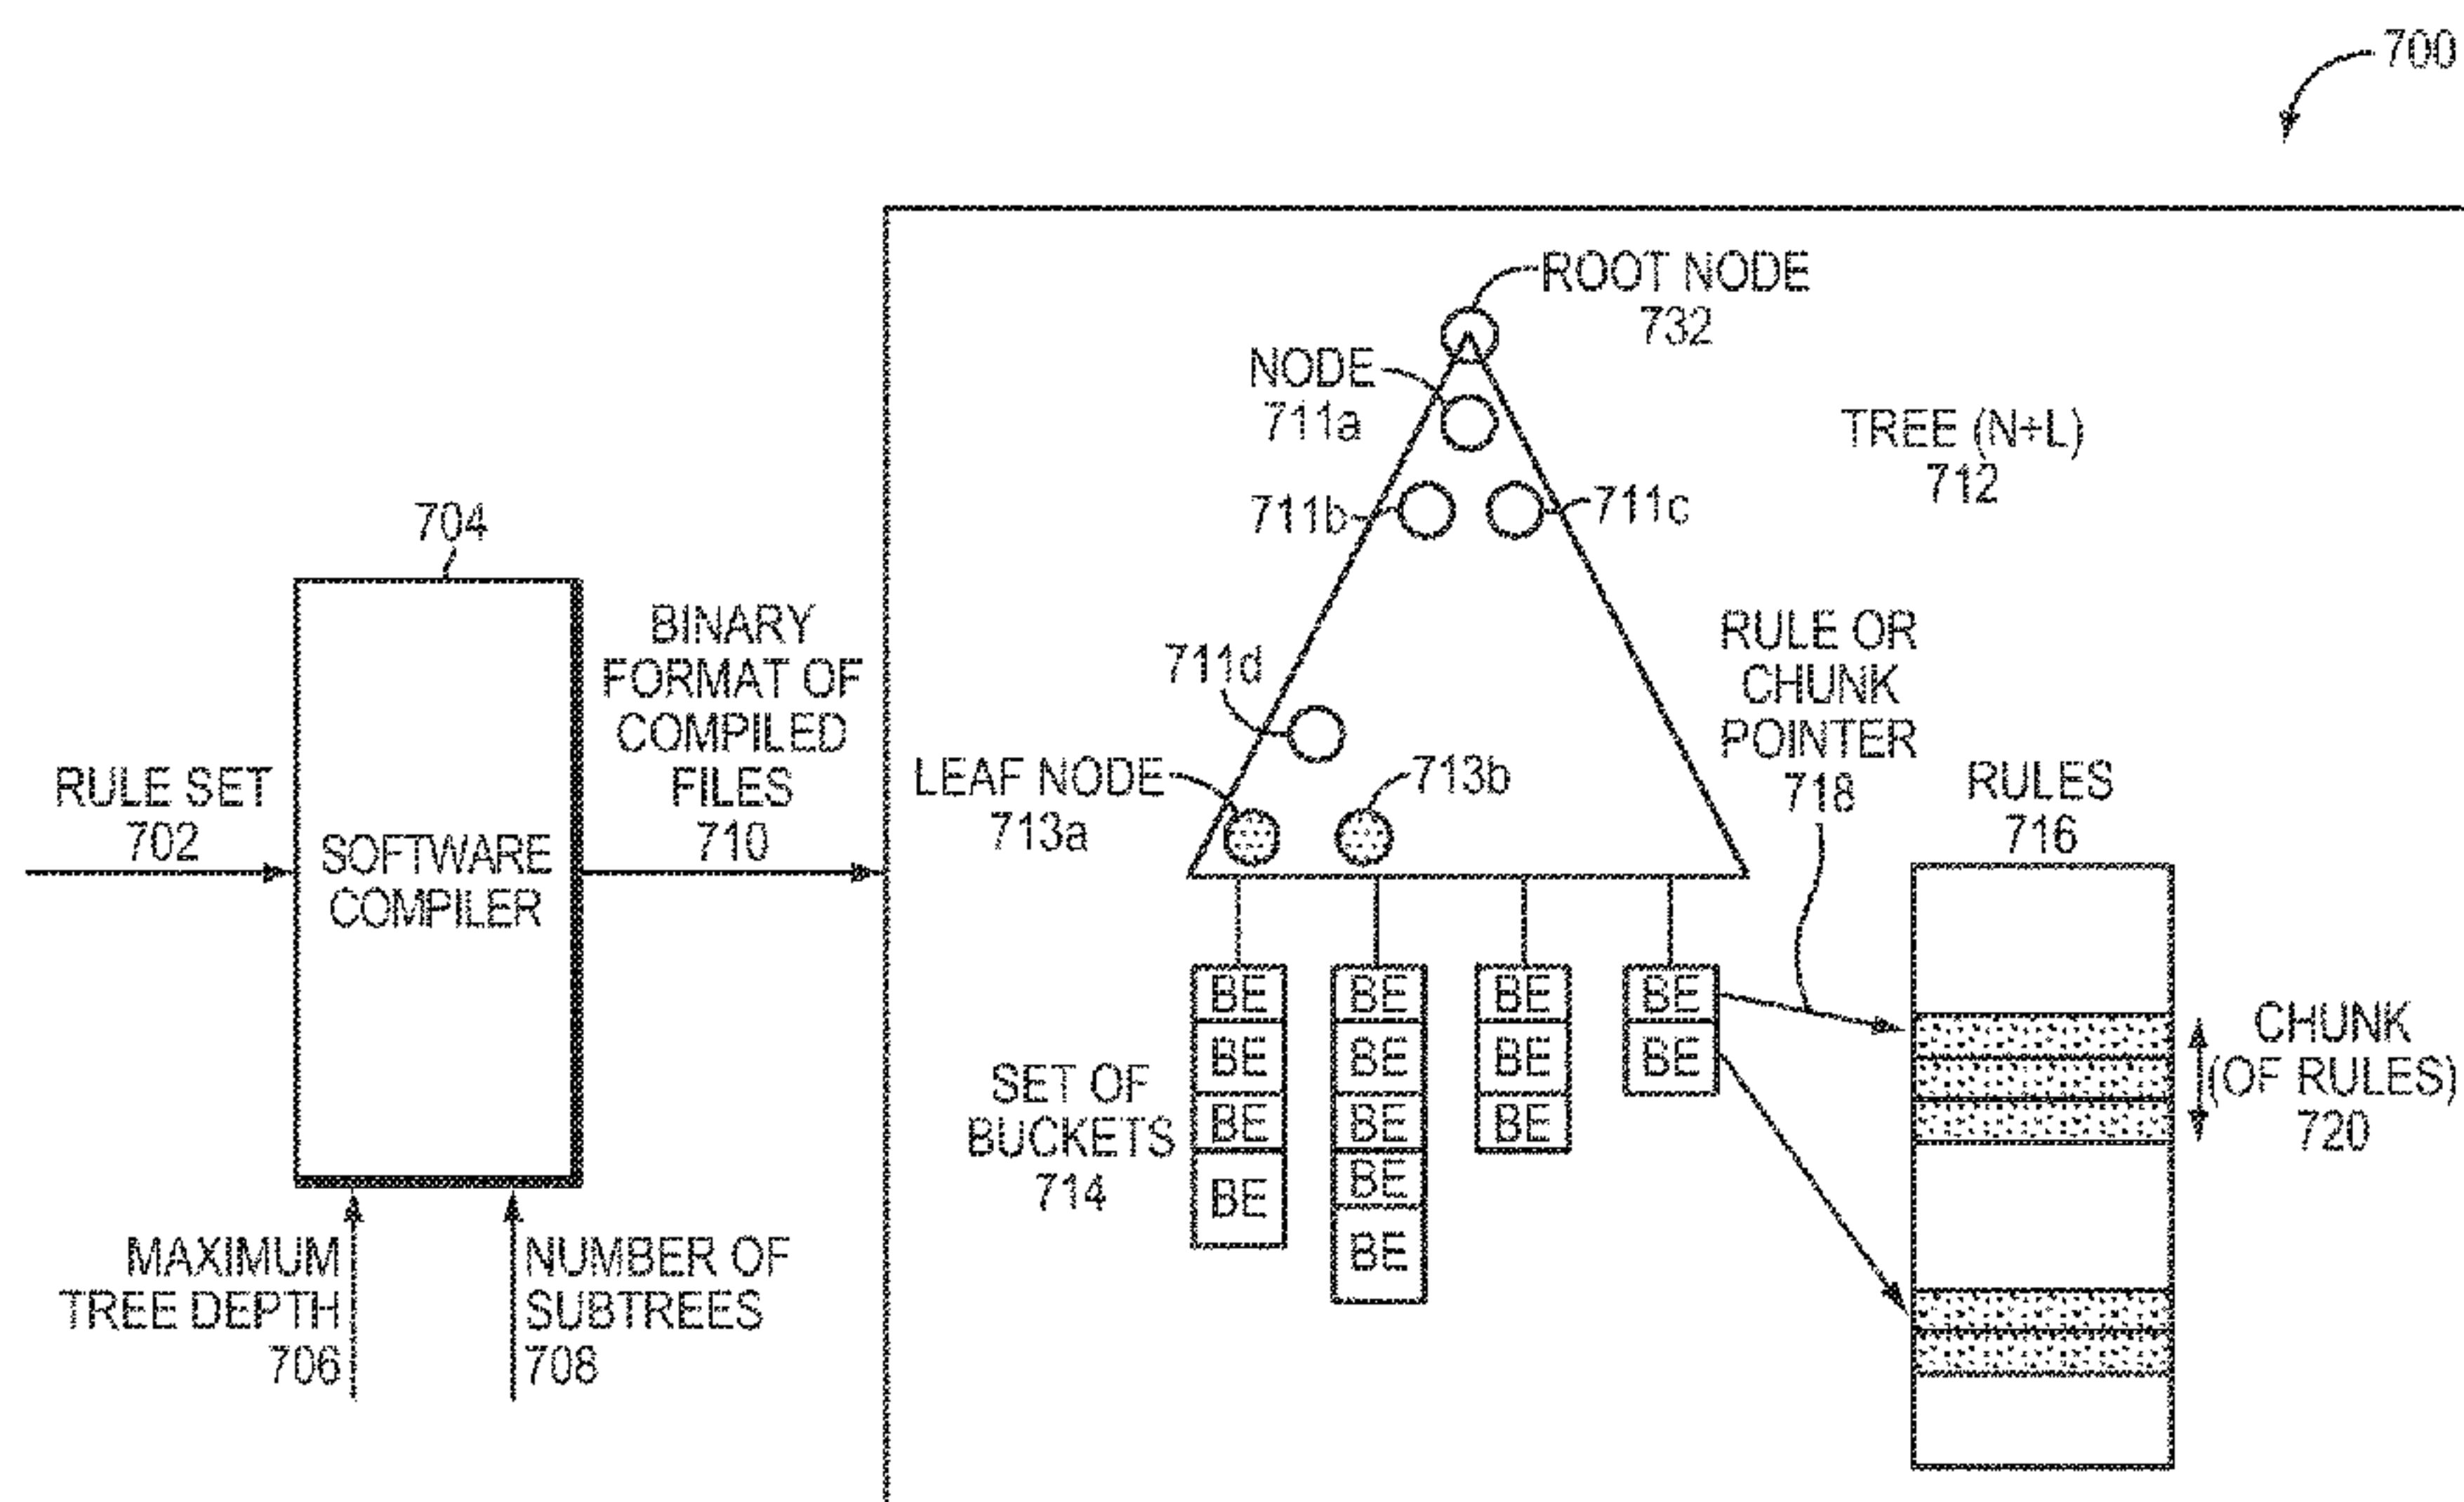 700
ROOT NODE
732
NODE
711a
TREE (N+L)
712
711b
711c
704
BINARY
FORMAT OF
COMPILED
FILES
710
RULE OR
CHUNK
POINTER
718
711d
LEAF NODE
713a
713b
RULE SET
702
SOFTWARE
COMPILER
RULES
716
BE
BE
BE
BE
BE
BE
BE
BE
BE
BE
BE
BE
BE
BE
SET OF
BUCKETS
714
CHUNK
(OF RULES)
720
MAXIMUM
TREE DEPTH
706
NUMBER OF
SUBTREES
708